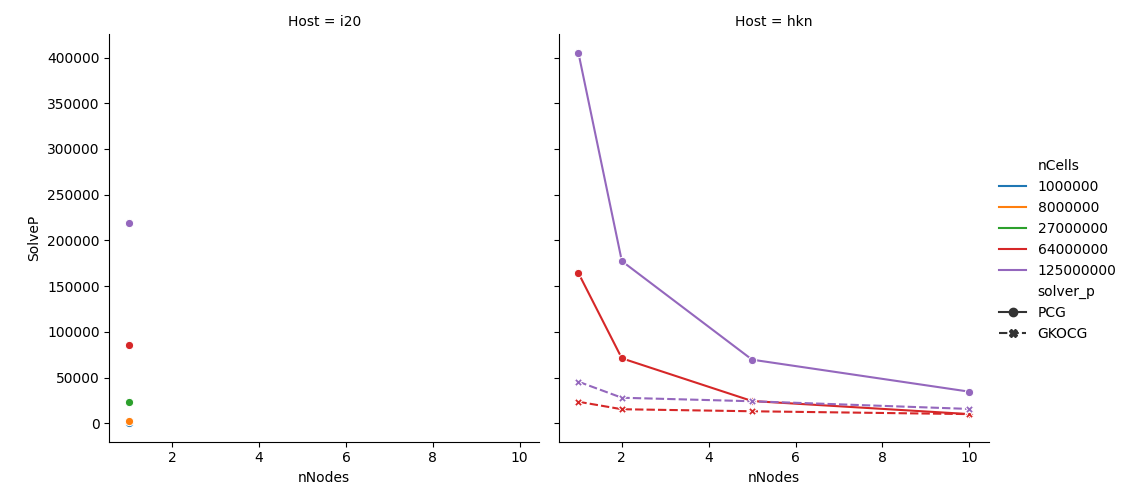 Host = i20
Host = hkn
400000
350000
300000
250000
200000
150000
100000
50000
0
SolveP
2
4
6
8
10
nNodes
2
4
6
8
10
nNodes
nCells
1000000
8000000
27000000
64000000
125000000
solver_p
PCG
GKOCG